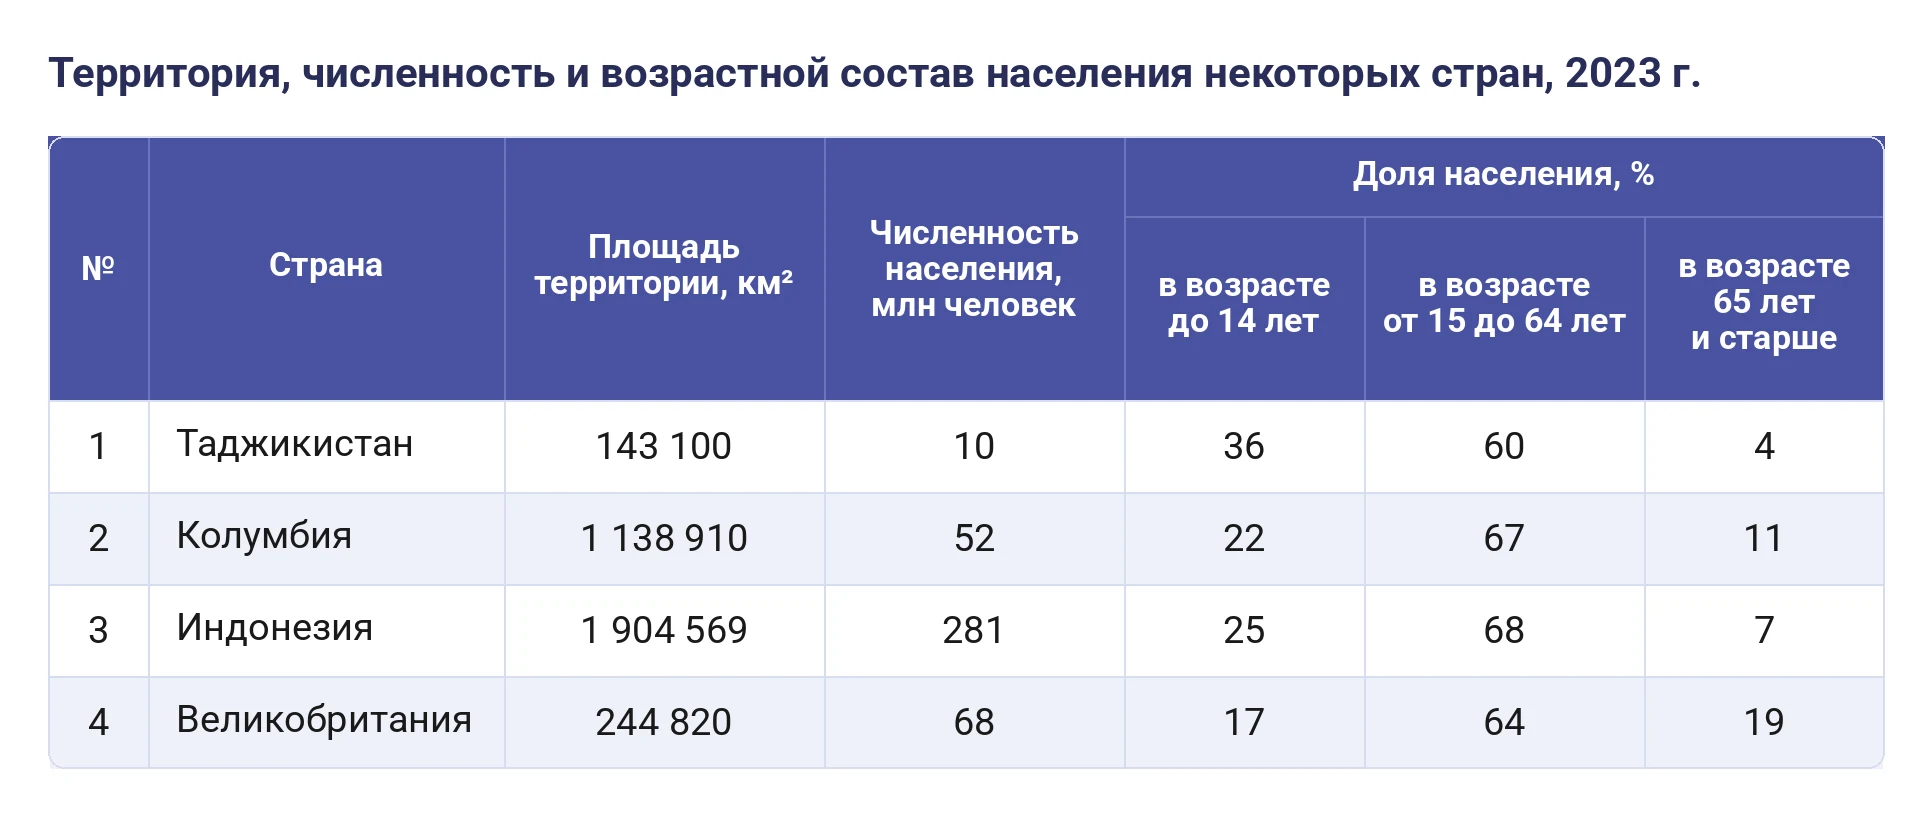 Территория, численность и возрастной состав населения некоторых стран, 2023 г.
№
Страна
Площадь
территории, км²
Численность
населения,
млн человек
Доля населения, %
в возрасте
до 14 лет
в возрасте
от 15 до 64 лет
в возрасте
65 лет
и старше
1 Таджикистан 143 100 10 36 60 4
2 Колумбия 1 138 910 52 22 67 11
3 Индонезия 1 904 569 281 25 68 7
4 Великобритания 244 820 68 17 64 19